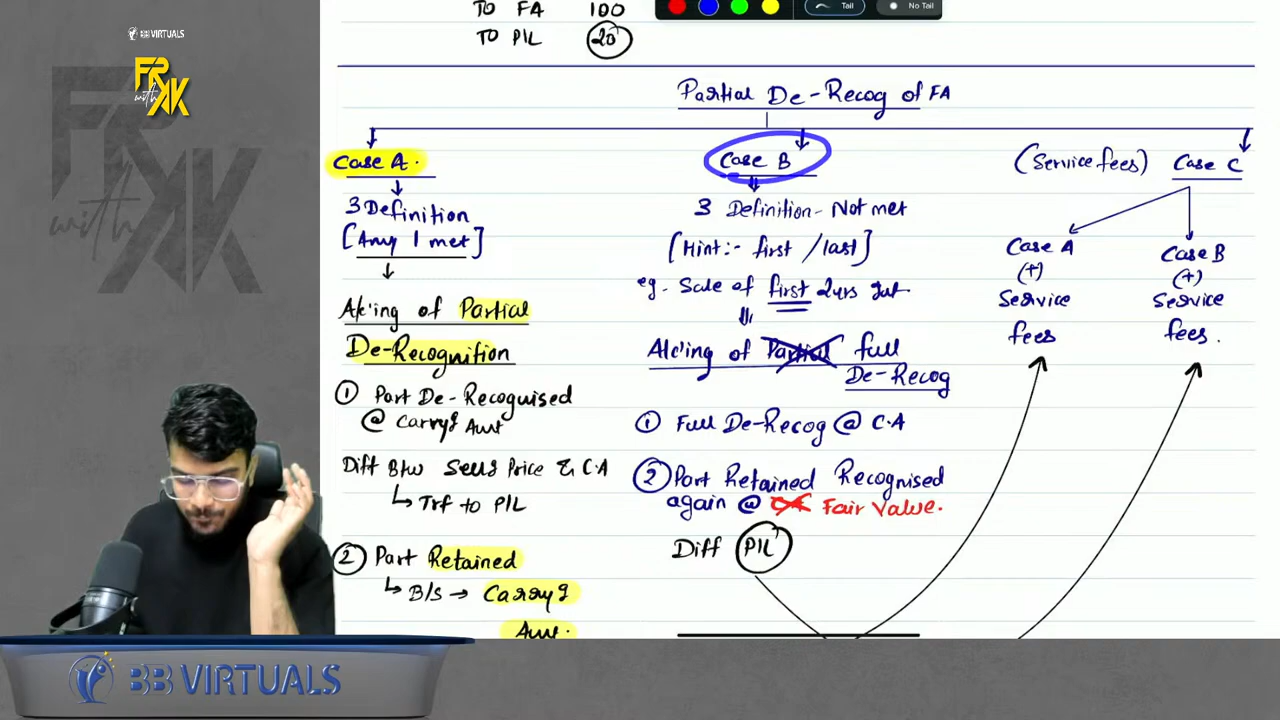 TO FA 100
TO P/L 20
Tail
No Tail
BB VIRTUALS
FR
with
AK
Partial De-Recog of FA
Case A.
3 Definition
[Any 1 met]
A/c'ing of Partial
De-Recognition
① Part De-Recognised
@ Carryg Amt
Diff Btw Sellg Price & C.A
Trf to P/L
② Part Retained
B/S → Carryg
Amt.
Case B
3 Definition - Not met
[Hint:- first / last]
eg. Sale of first 2yrs Int
A/c'ing of Partial full
De-Recog
① Full De-Recog @ C.A
② Part Retained Recognised
again @ CA Fair Value.
Diff P/L
(Service fees) Case C
Case A
(+)
Service
fees
Case B
(+)
Service
fees.
BB VIRTUALS